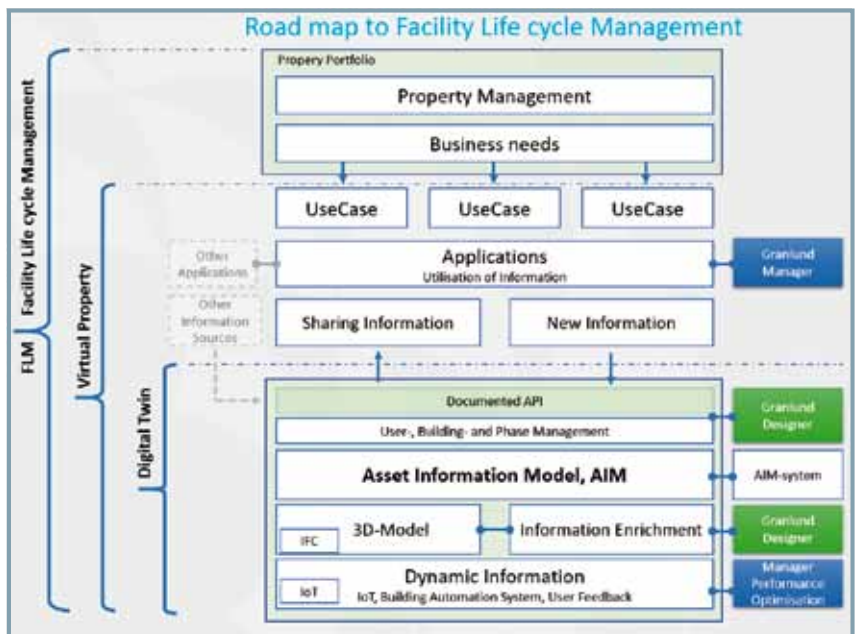 Road map to Facility Life cycle Management
Propery Portfolio
Property Management
Business needs
UseCase
UseCase
UseCase
Other
Applications
Applications
Utilisation of Information
Granlund
Manager
Other
Information
Sources
Sharing Information
New Information
Documented API
User-, Building- and Phase Management
Granlund
Designer
Asset Information Model, AIM
AIM-system
IFC
3D-Model
Information Enrichment
Granlund
Designer
IoT
Dynamic Information
IoT, Building Automation System, User Feedback
Manager
Performance
Optimisation
FLM Facility Life cycle Management
Virtual Property
Digital Twin